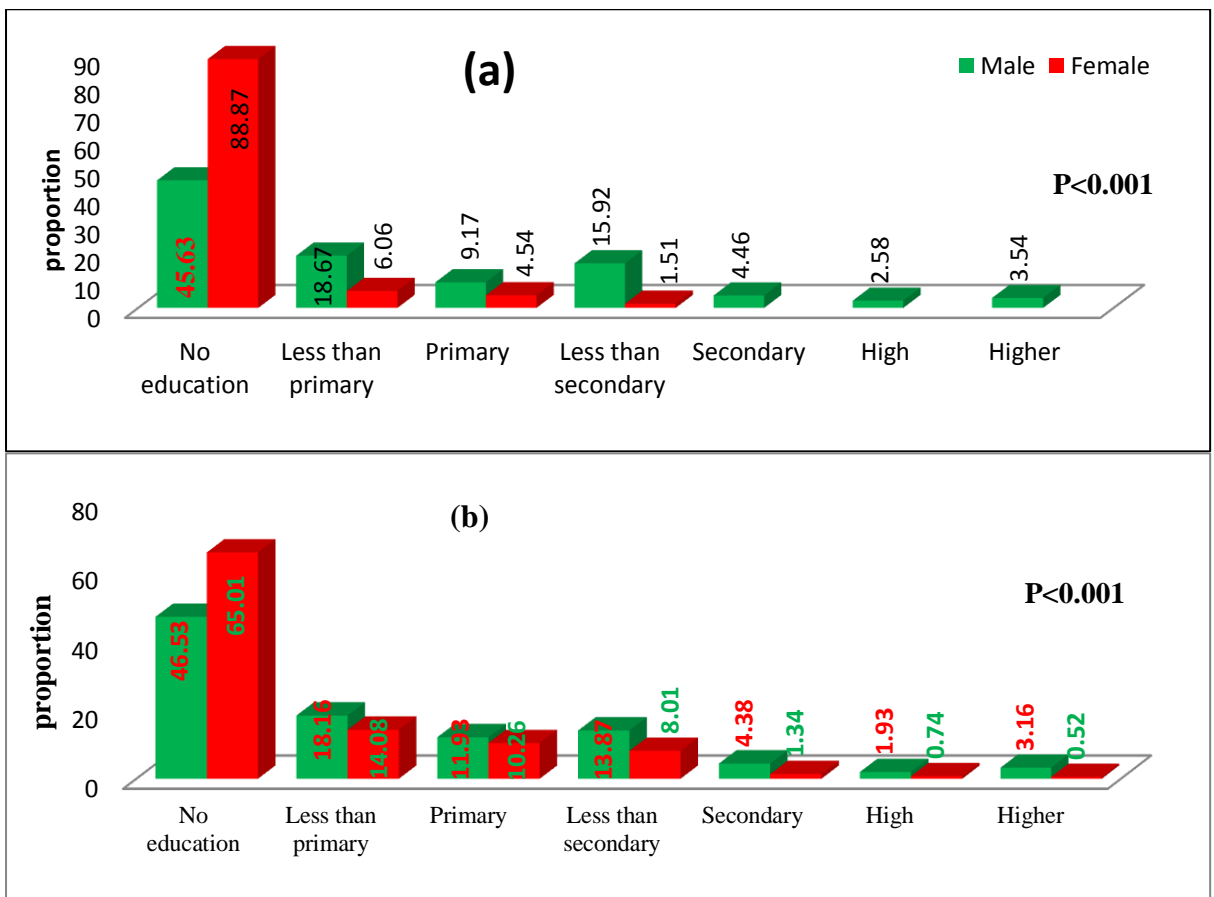 (a)
Male Female
90
80
70
60
50
40
30
20
10
0
proportion
P<0.001
45.63
88.87
18.67
6.06
9.17
4.54
15.92
1.51
4.46
2.58
3.54
No education
Less than primary
Primary
Less than secondary
Secondary
High
Higher
(b)
80
60
40
20
0
proportion
P<0.001
46.53
65.01
18.16
14.08
11.93
10.26
13.87
8.01
4.38
1.34
1.93
0.74
3.16
0.52
No education
Less than primary
Primary
Less than secondary
Secondary
High
Higher